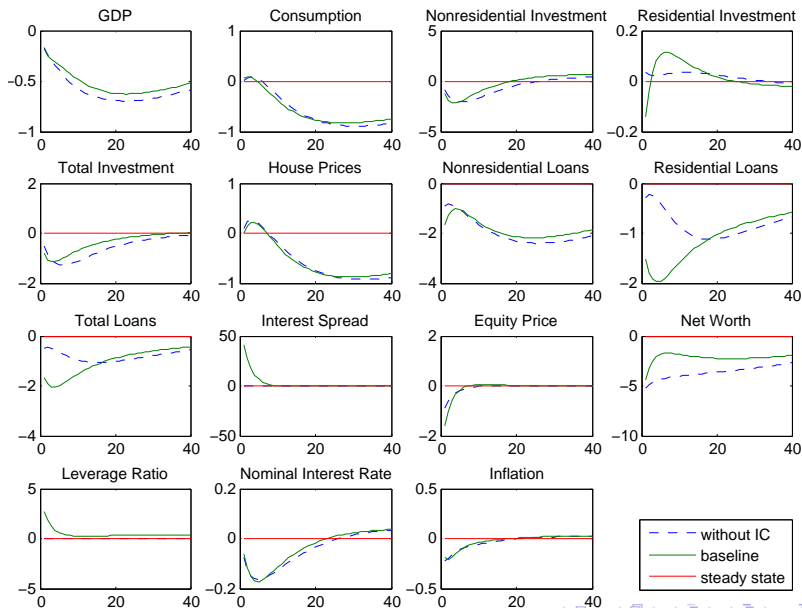 GDP
0
−0.5
−1
0 20 40
Consumption
1
0
−1
0 20 40
Nonresidential Investment
5
0
−5
0 20 40
Residential Investment
0.2
0
−0.2
0 20 40
Total Investment
2
0
−2
0 20 40
House Prices
1
0
−1
0 20 40
Nonresidential Loans
0
−2
−4
0 20 40
Residential Loans
0
−1
−2
0 20 40
Total Loans
0
−2
−4
0 20 40
Interest Spread
50
0
−50
0 20 40
Equity Price
2
0
−2
0 20 40
Net Worth
0
−5
−10
0 20 40
Leverage Ratio
5
0
−5
0 20 40
Nominal Interest Rate
0.2
0
−0.2
0 20 40
Inflation
0.5
0
−0.5
0 20 40
without IC
baseline
steady state